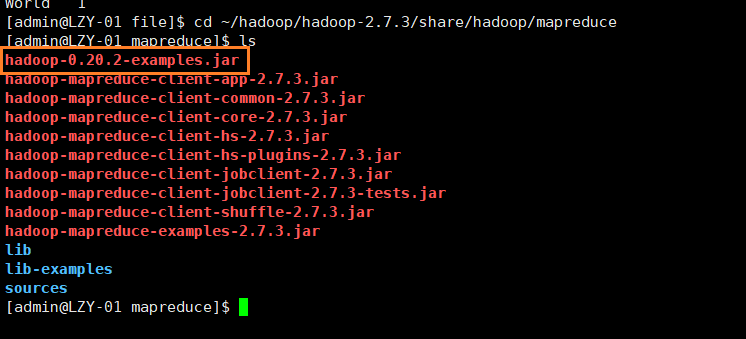 World   1
[admin@LZY-01 file]$ cd ~/hadoop/hadoop-2.7.3/share/hadoop/mapreduce
[admin@LZY-01 mapreduce]$ ls
hadoop-0.20.2-examples.jar
hadoop-mapreduce-client-app-2.7.3.jar
hadoop-mapreduce-client-common-2.7.3.jar
hadoop-mapreduce-client-core-2.7.3.jar
hadoop-mapreduce-client-hs-2.7.3.jar
hadoop-mapreduce-client-hs-plugins-2.7.3.jar
hadoop-mapreduce-client-jobclient-2.7.3.jar
hadoop-mapreduce-client-jobclient-2.7.3-tests.jar
hadoop-mapreduce-client-shuffle-2.7.3.jar
hadoop-mapreduce-examples-2.7.3.jar
lib
lib-examples
sources
[admin@LZY-01 mapreduce]$